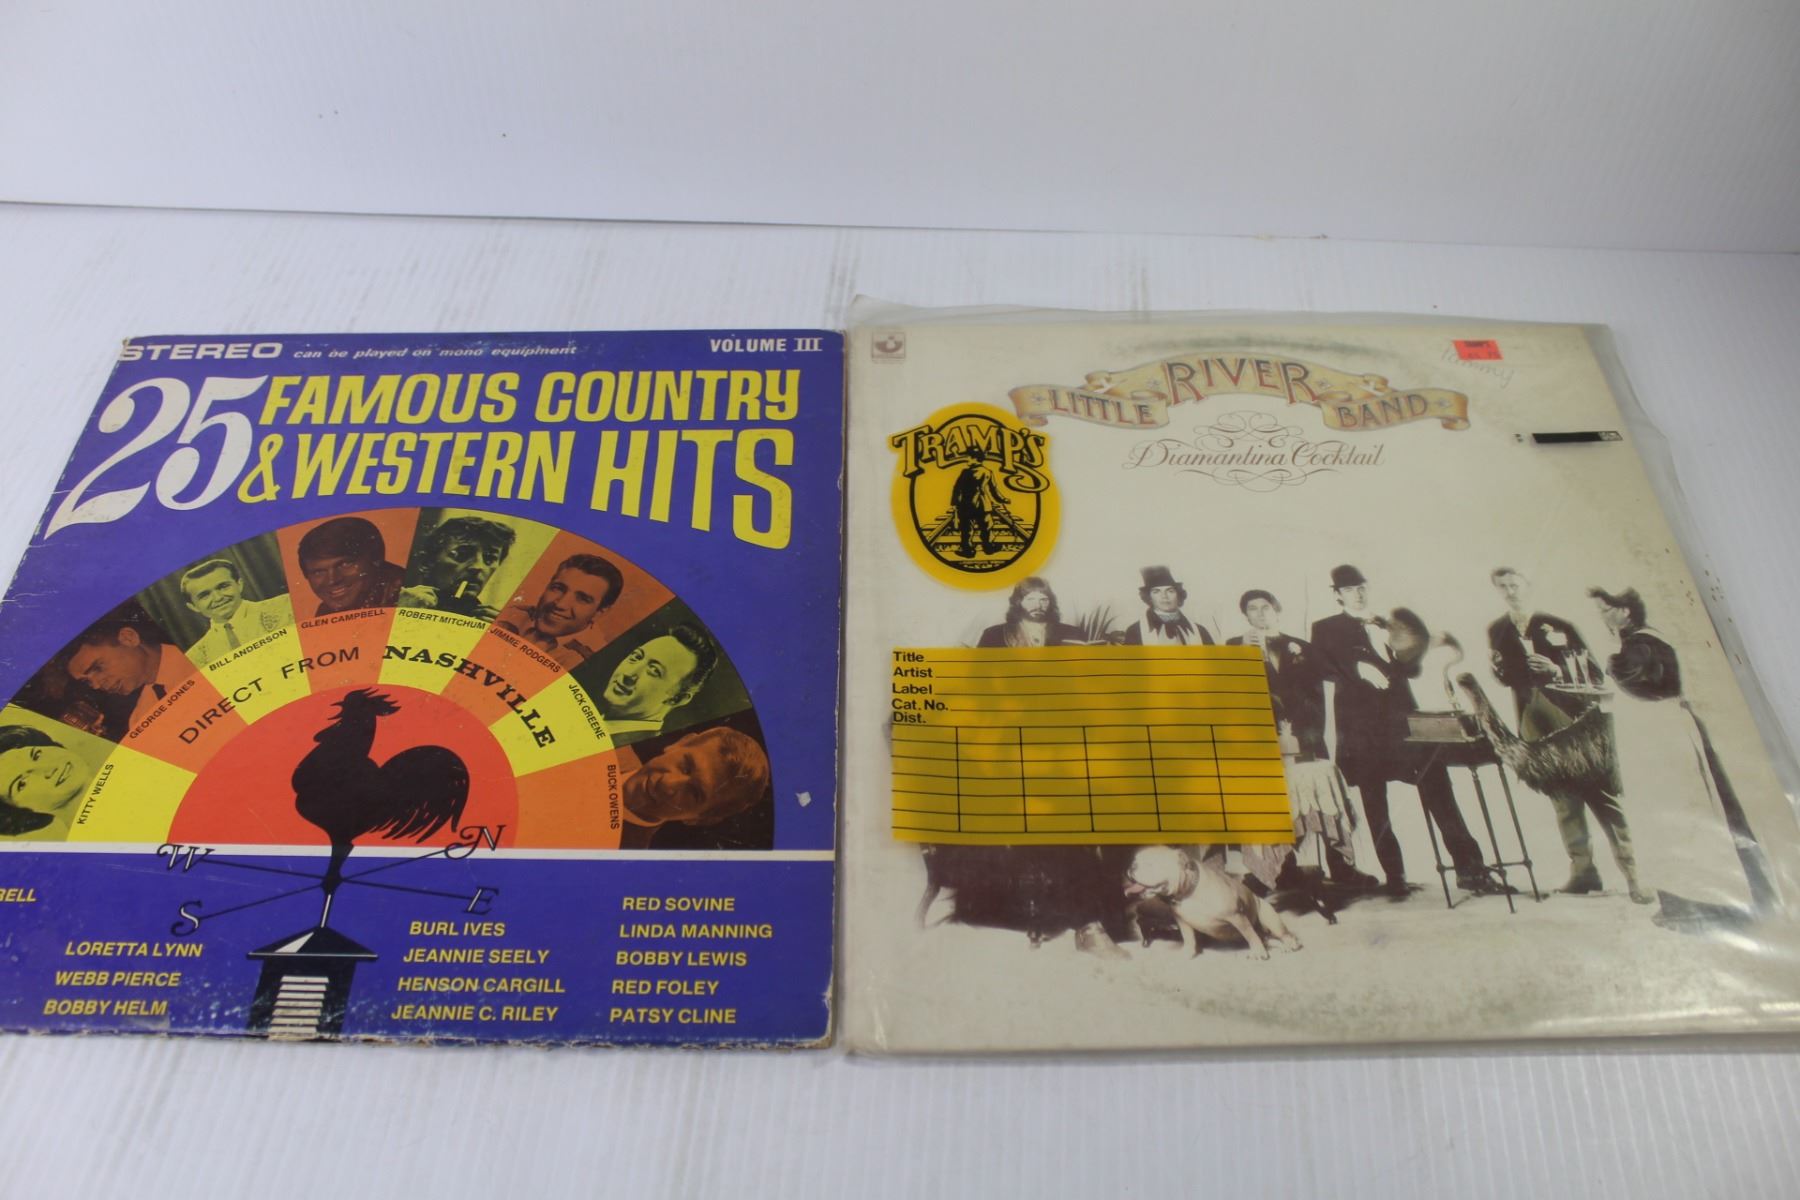 STEREO can be played on mono equipment
VOLUME III
25 FAMOUS COUNTRY
& WESTERN HITS
KITTY WELLS
GEORGE JONES
BILL ANDERSON
GLEN CAMPBELL
ROBERT MITCHUM
JIMMIE RODGERS
JACK GREENE
BUCK OWENS
DIRECT FROM NASHVILLE
W
N
S
E
RELL
LORETTA LYNN
WEBB PIERCE
BOBBY HELM
BURL IVES
JEANNIE SEELY
HENSON CARGILL
JEANNIE C. RILEY
RED SOVINE
LINDA MANNING
BOBBY LEWIS
RED FOLEY
PATSY CLINE
LITTLE RIVER BAND
Diamantina Cocktail
TRAMP'S
Title
Artist
Label
Cat. No.
Dist.